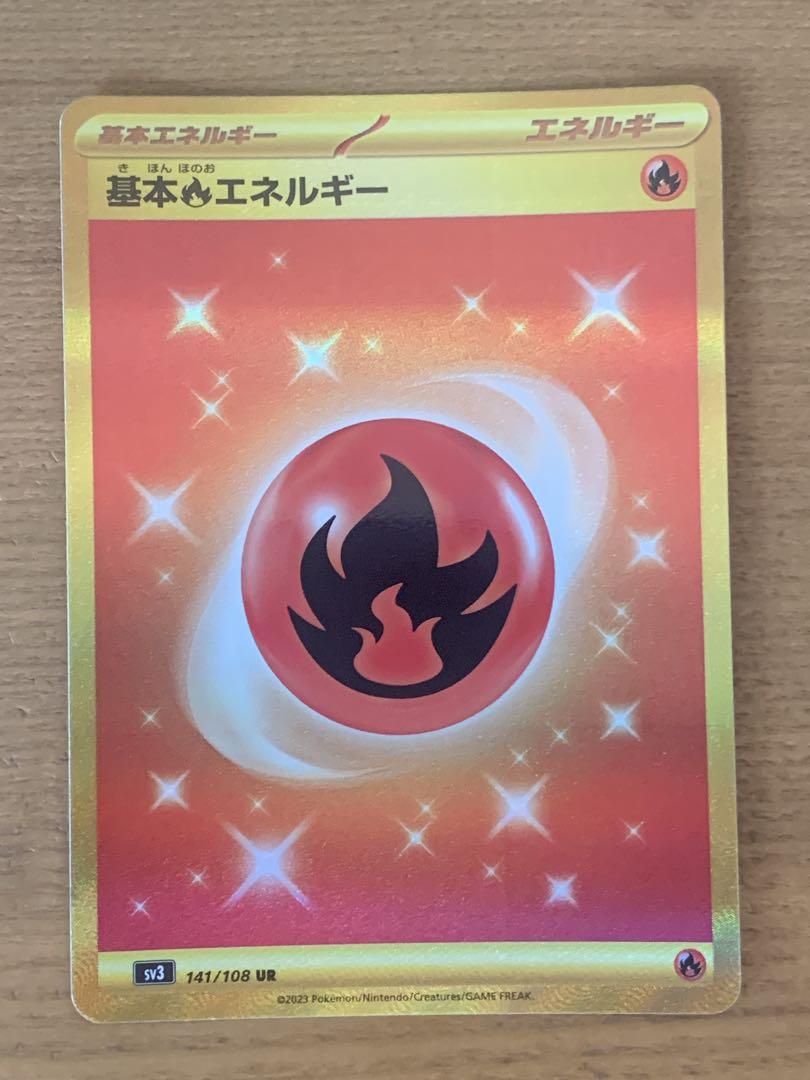 基本エネルギー エネルギー
き ほん ほのお
基本エネルギー
sv3 141/108 UR
©2023 Pokémon/Nintendo/Creatures/GAME FREAK.